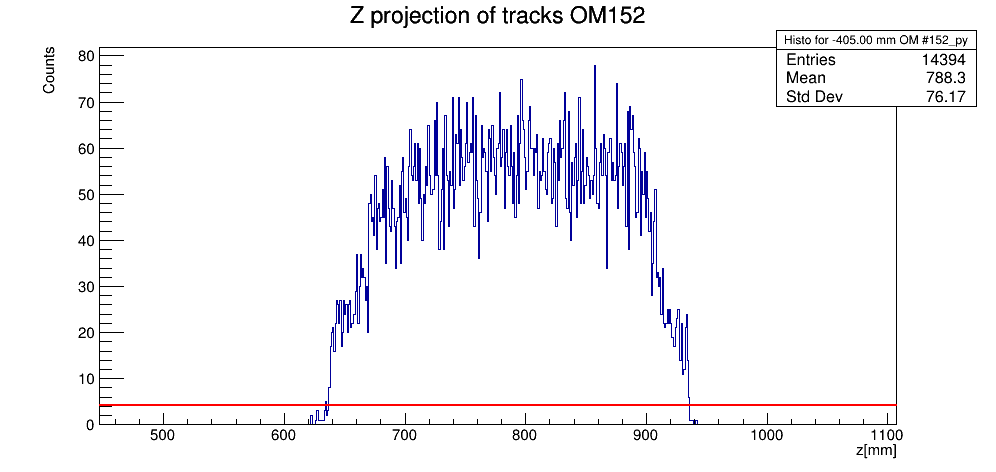 Z projection of tracks OM152
Histo for -405.00 mm OM #152_py
Entries 14394
Mean 788.3
Std Dev 76.17
Counts
80
70
60
50
40
30
20
10
0
500 600 700 800 900 1000 1100
z[mm]